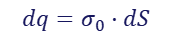 dq = σ₀ · dS